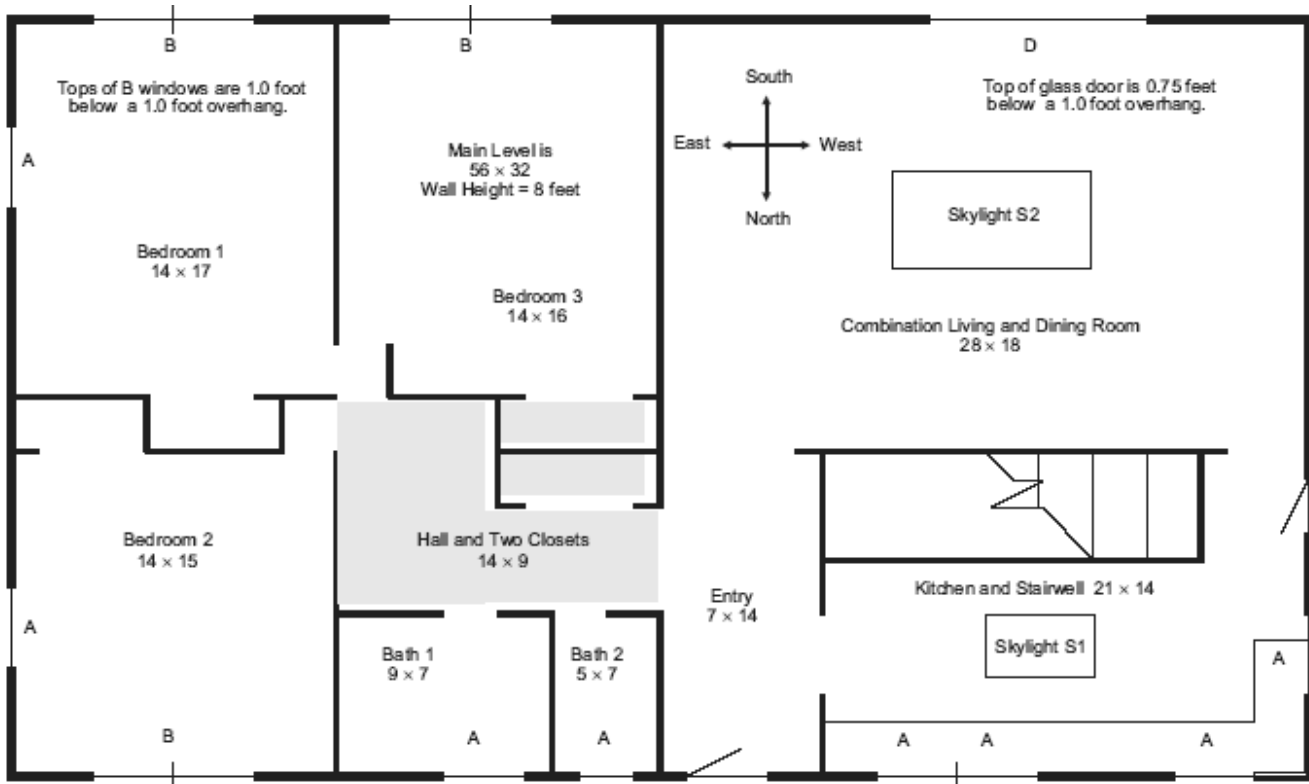 B
B
D
Tops of B windows are 1.0 foot
below a 1.0 foot overhang.
South
Top of glass door is 0.75 feet
below a 1.0 foot overhang.
East
West
A
Main Level is
56 × 32
Wall Height = 8 feet
North
Skylight S2
Bedroom 1
14 × 17
Bedroom 3
14 × 16
Combination Living and Dining Room
28 × 18
Bedroom 2
14 × 15
Hall and Two Closets
14 × 9
Entry
7 × 14
Kitchen and Stairwell 21 × 14
A
Bath 1
9 × 7
Bath 2
5 × 7
Skylight S1
A
B
A
A
A
A
A